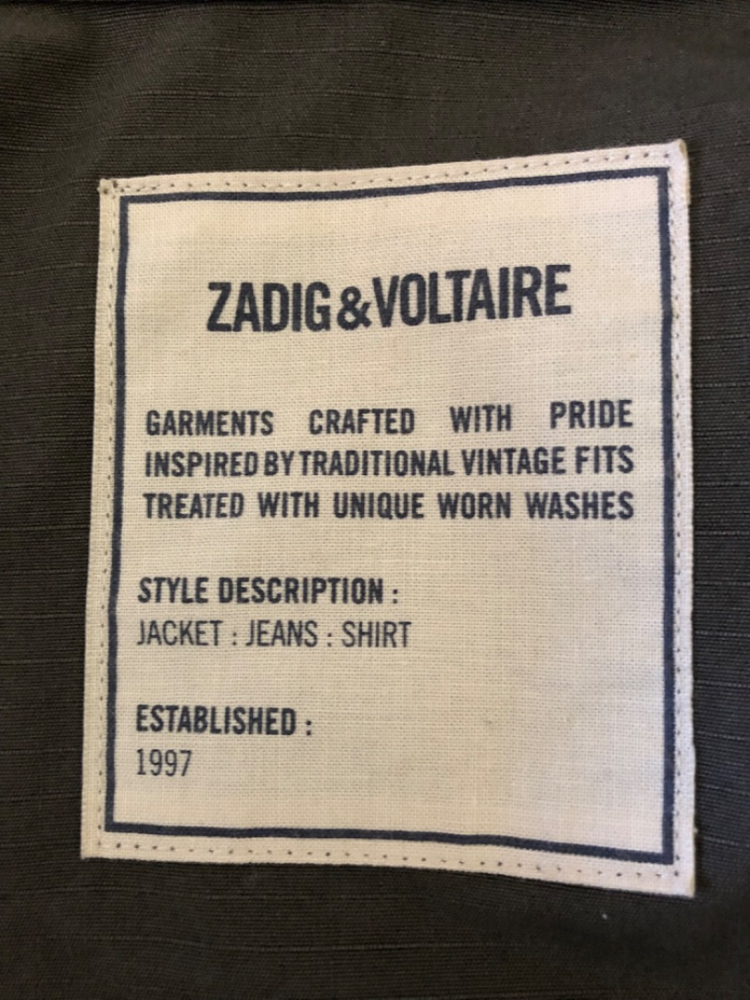 ZADIG&VOLTAIRE
GARMENTS CRAFTED WITH PRIDE
INSPIRED BY TRADITIONAL VINTAGE FITS
TREATED WITH UNIQUE WORN WASHES
STYLE DESCRIPTION :
JACKET : JEANS : SHIRT
ESTABLISHED :
1997